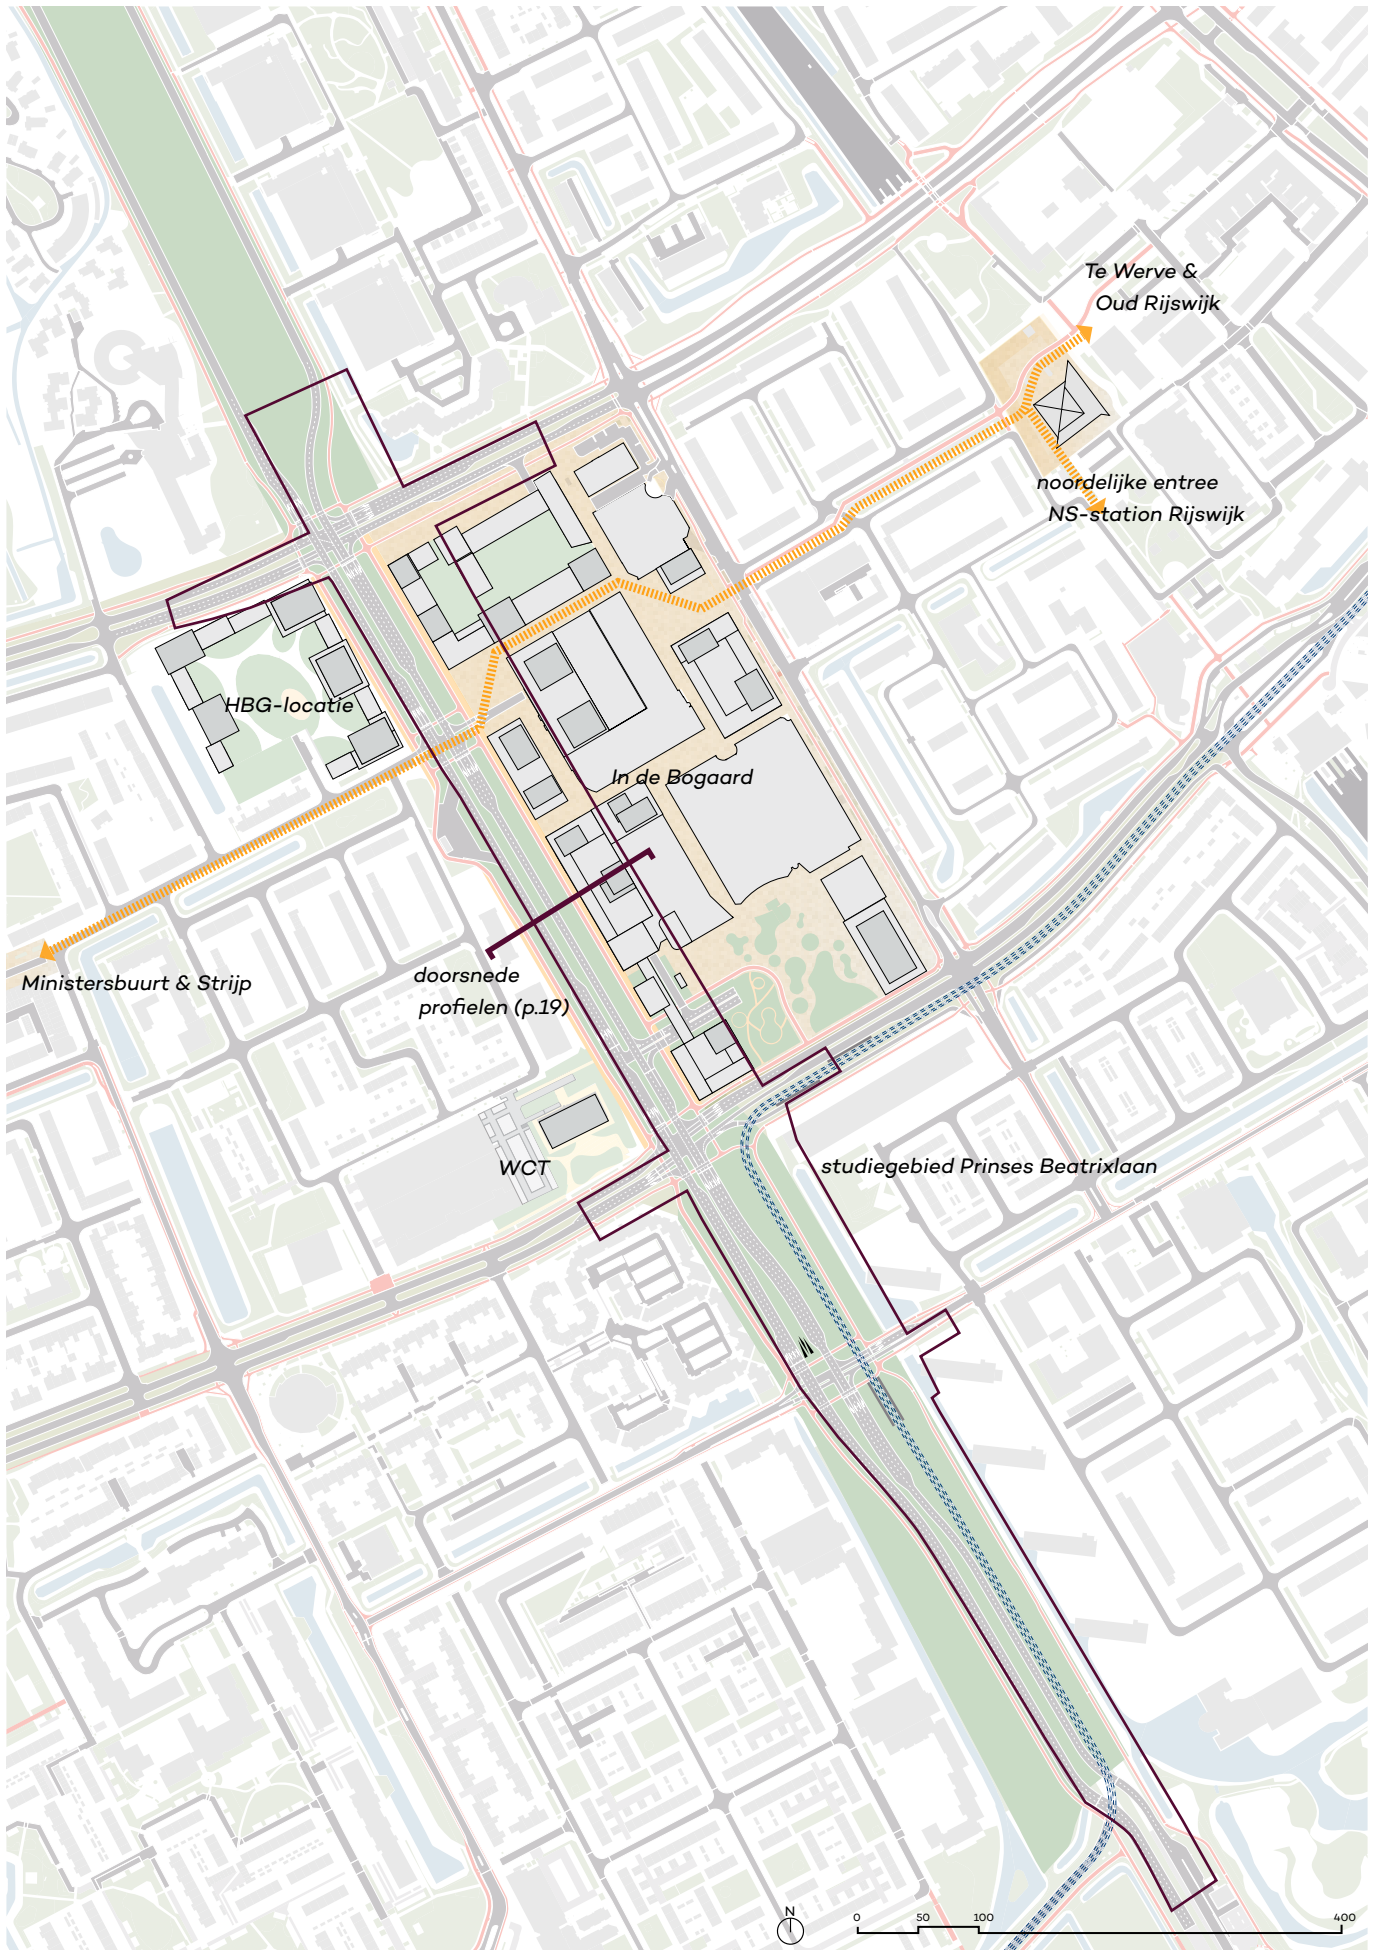 Te Werve &
Oud Rijswijk
noordelijke entree
NS-station Rijswijk
HBG-locatie
In de Bogaard
Ministersbuurt & Strijp
doorsnede
profielen (p.19)
WCT
studiegebied Prinses Beatrixlaan
N
0 50 100 400